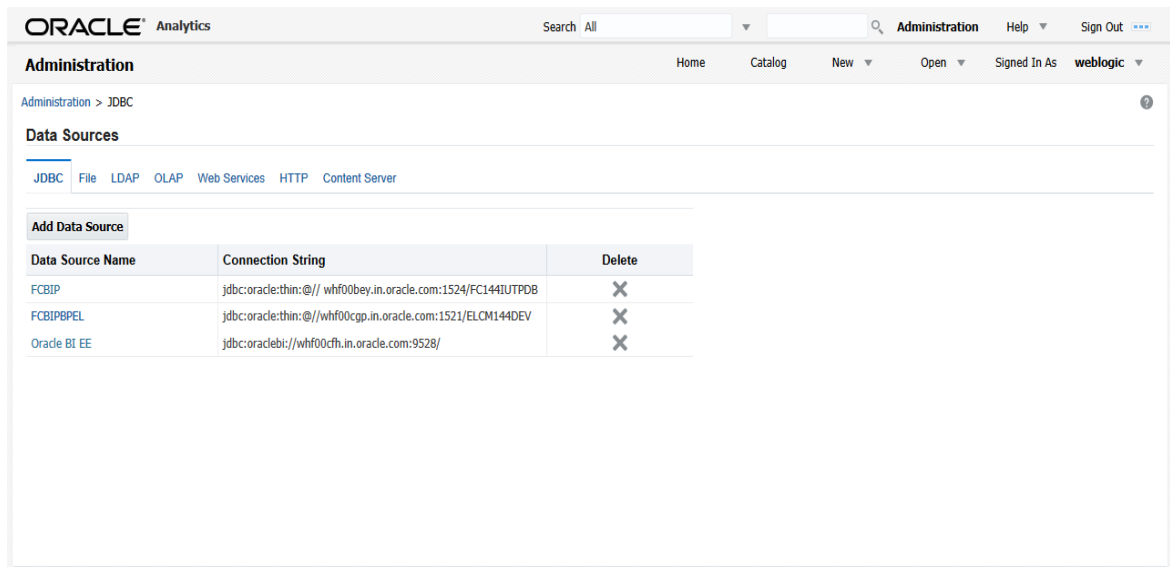 ORACLE Analytics Search All Administration Help Sign Out
Administration Home Catalog New Open Signed In As weblogic
Administration > JDBC ?
Data Sources
JDBC File LDAP OLAP Web Services HTTP Content Server
Add Data Source
Data Source Name Connection String Delete
FCBIP jdbc:oracle:thin:@// whf00bey.in.oracle.com:1524/FC144IUTPDB
FCBIPBPEL jdbc:oracle:thin:@//whf00cgp.in.oracle.com:1521/ELCM144DEV
Oracle BI EE jdbc:oraclebi://whf00cfh.in.oracle.com:9528/